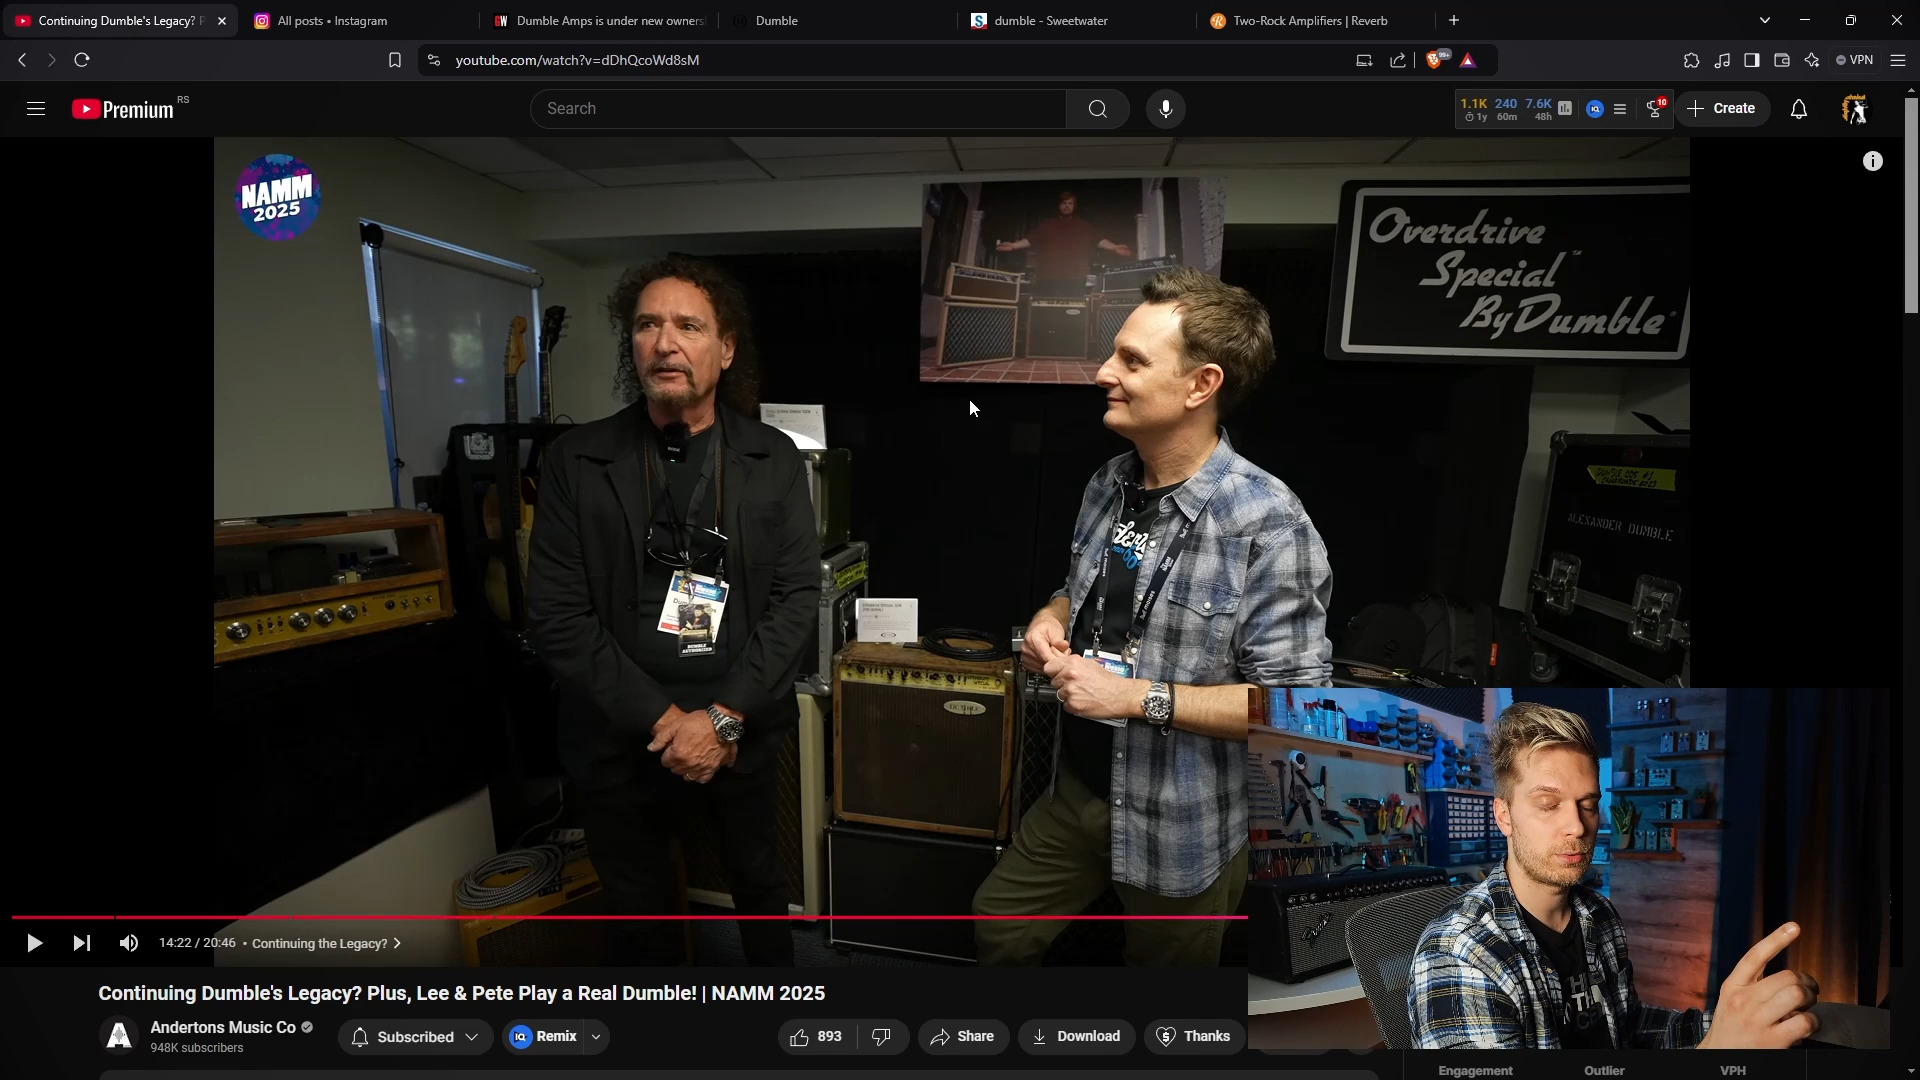 Continuing Dumble's Legacy? P
All posts • Instagram
Dumble Amps is under new owners
Dumble
dumble - Sweetwater
Two-Rock Amplifiers | Reverb
youtube.com/watch?v=dDhQcoWd8sM
99+
VPN
Premium
RS
Search
1.1K 240 7.6K
1y 60m 48h
10
Create
NAMM
2025
Overdrive
Special™
By Dumble
ALEXANDER DUMBLE
DUMBLE
AUTHORIZED
14:22 / 20:46 • Continuing the Legacy?
Continuing Dumble's Legacy? Plus, Lee & Pete Play a Real Dumble! | NAMM 2025
Andertons Music Co
948K subscribers
Subscribed
Remix
893
Share
Download
Thanks
Engagement
Outlier
VPH